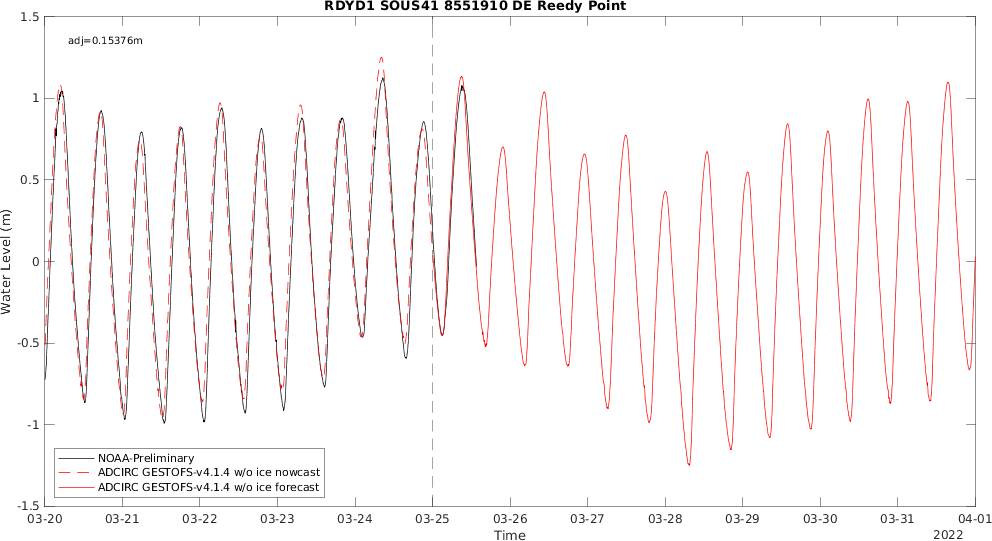 RDYD1 SOUS41 8551910 DE Reedy Point
1.5
adj=0.15376m
1
0.5
0
-0.5
-1
-1.5
Water Level (m)
NOAA-Preliminary
ADCIRC GESTOFS-v4.1.4 w/o ice nowcast
ADCIRC GESTOFS-v4.1.4 w/o ice forecast
03-20 03-21 03-22 03-23 03-24 03-25 03-26 03-27 03-28 03-29 03-30 03-31 04-01
Time
2022